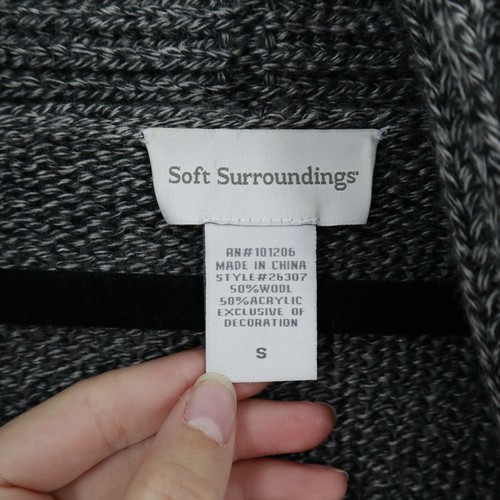 Soft Surroundings®
RN#101206
MADE IN CHINA
STYLE#26307
50%WOOL
50%ACRYLIC
EXCLUSIVE OF
DECORATION
S